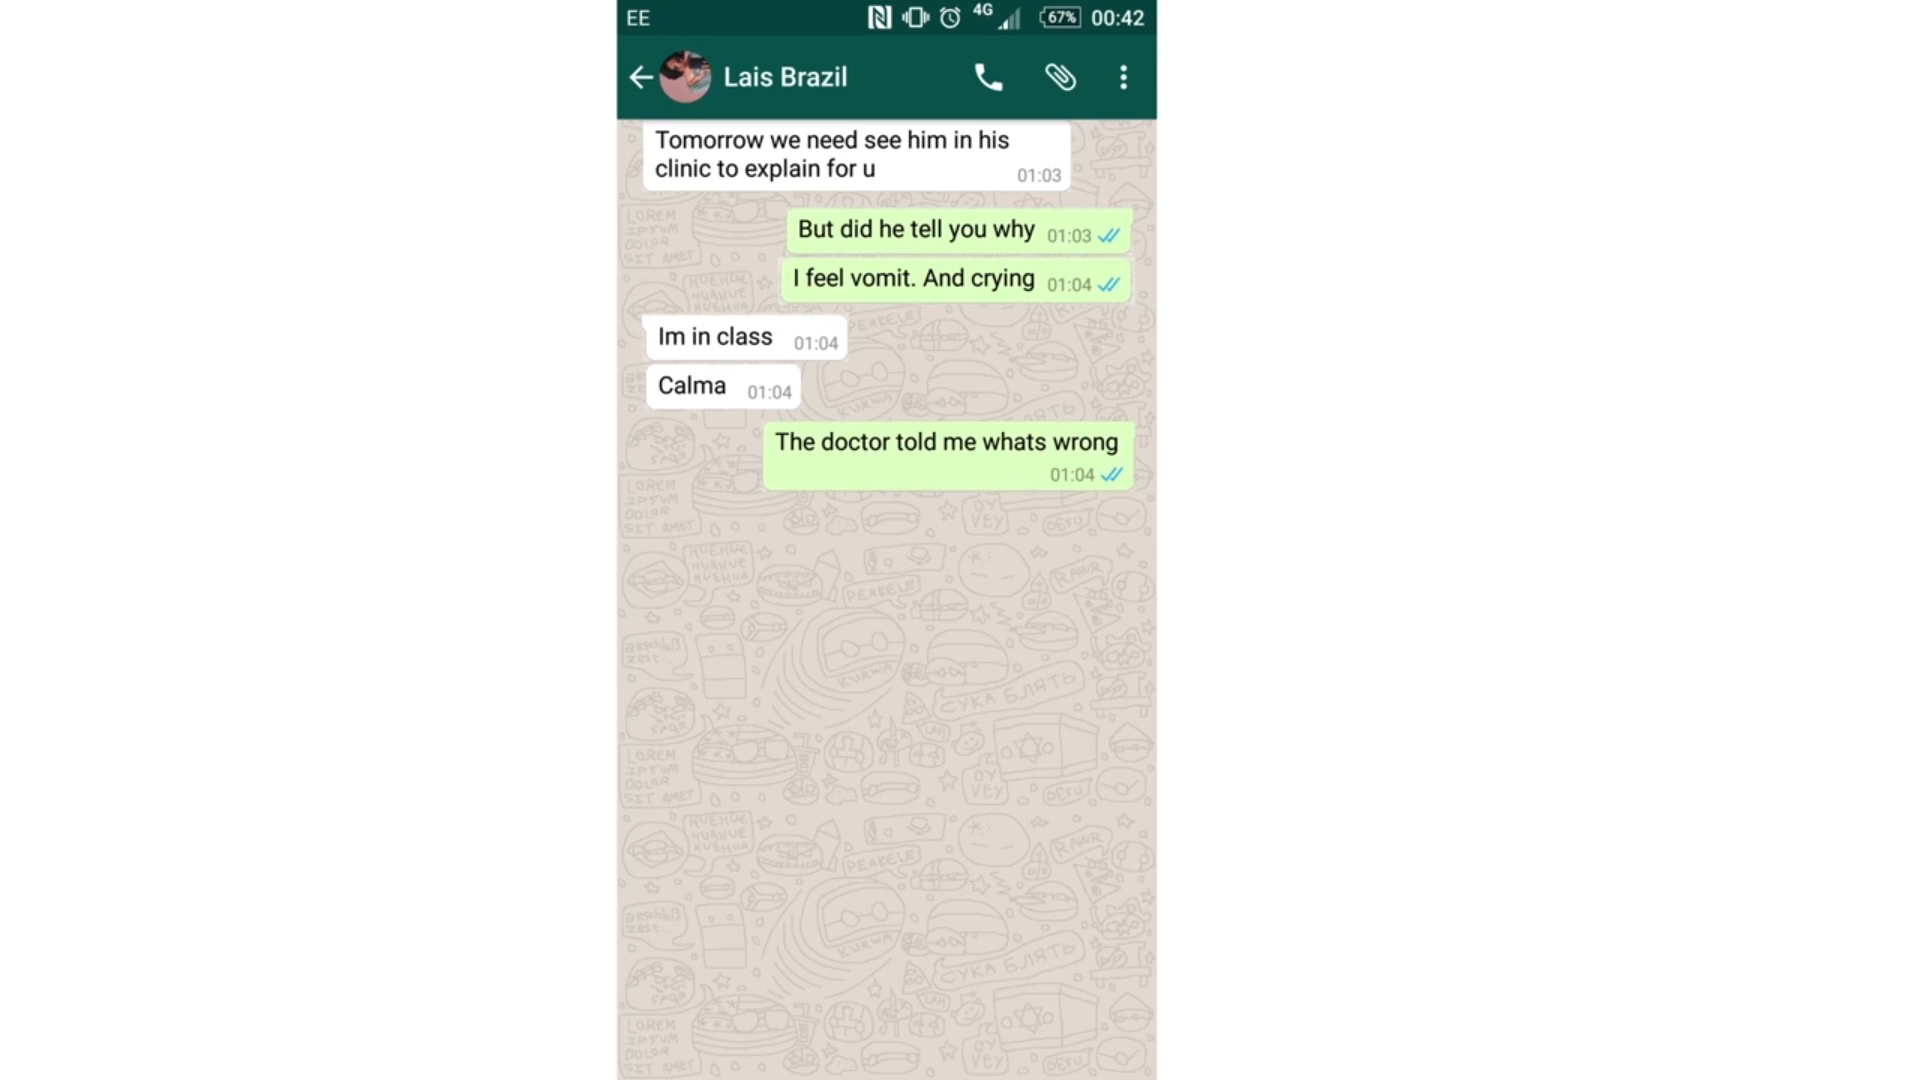 EE 4G 67% 00:42
Lais Brazil
Tomorrow we need see him in his
clinic to explain for u 01:03
But did he tell you why 01:03
I feel vomit. And crying 01:04
Im in class 01:04
Calma 01:04
The doctor told me whats wrong
01:04